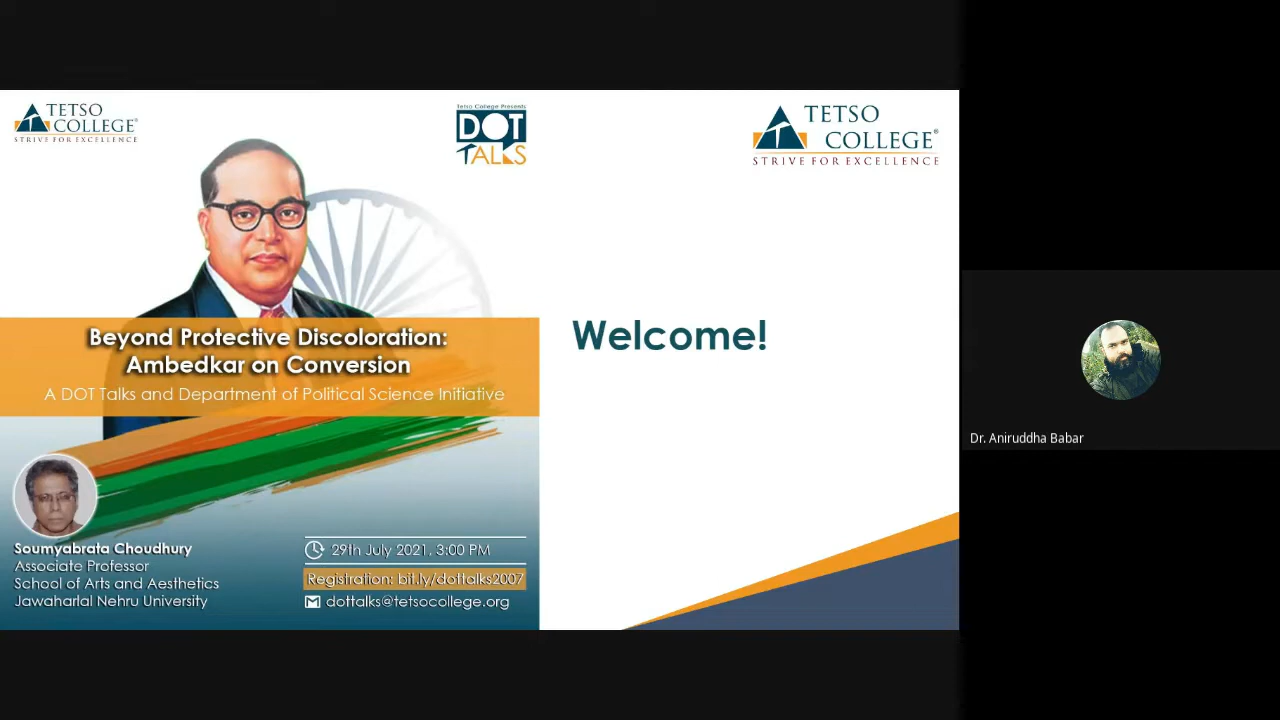 TETSO
COLLEGE®
STRIVE FOR EXCELLENCE
Tetso College Presents
DOT
TALKS
TETSO
COLLEGE®
STRIVE FOR EXCELLENCE
Beyond Protective Discoloration:
Ambedkar on Conversion
A DOT Talks and Department of Political Science Initiative
Welcome!
Dr. Aniruddha Babar
Soumyabrata Choudhury
Associate Professor
School of Arts and Aesthetics
Jawaharlal Nehru University
29th July 2021, 3:00 PM
Registration: bit.ly/dottalks2007
dottalks@tetsocollege.org